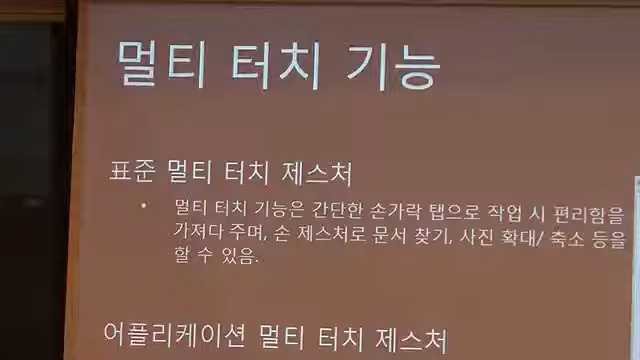 멀티 터치 기능
표준 멀티 터치 제스처
• 멀티 터치 기능은 간단한 손가락 탭으로 작업 시 편리함을
가져다 주며, 손 제스처로 문서 찾기, 사진 확대/ 축소 등을
할 수 있음.
어플리케이션 멀티 터치 제스처